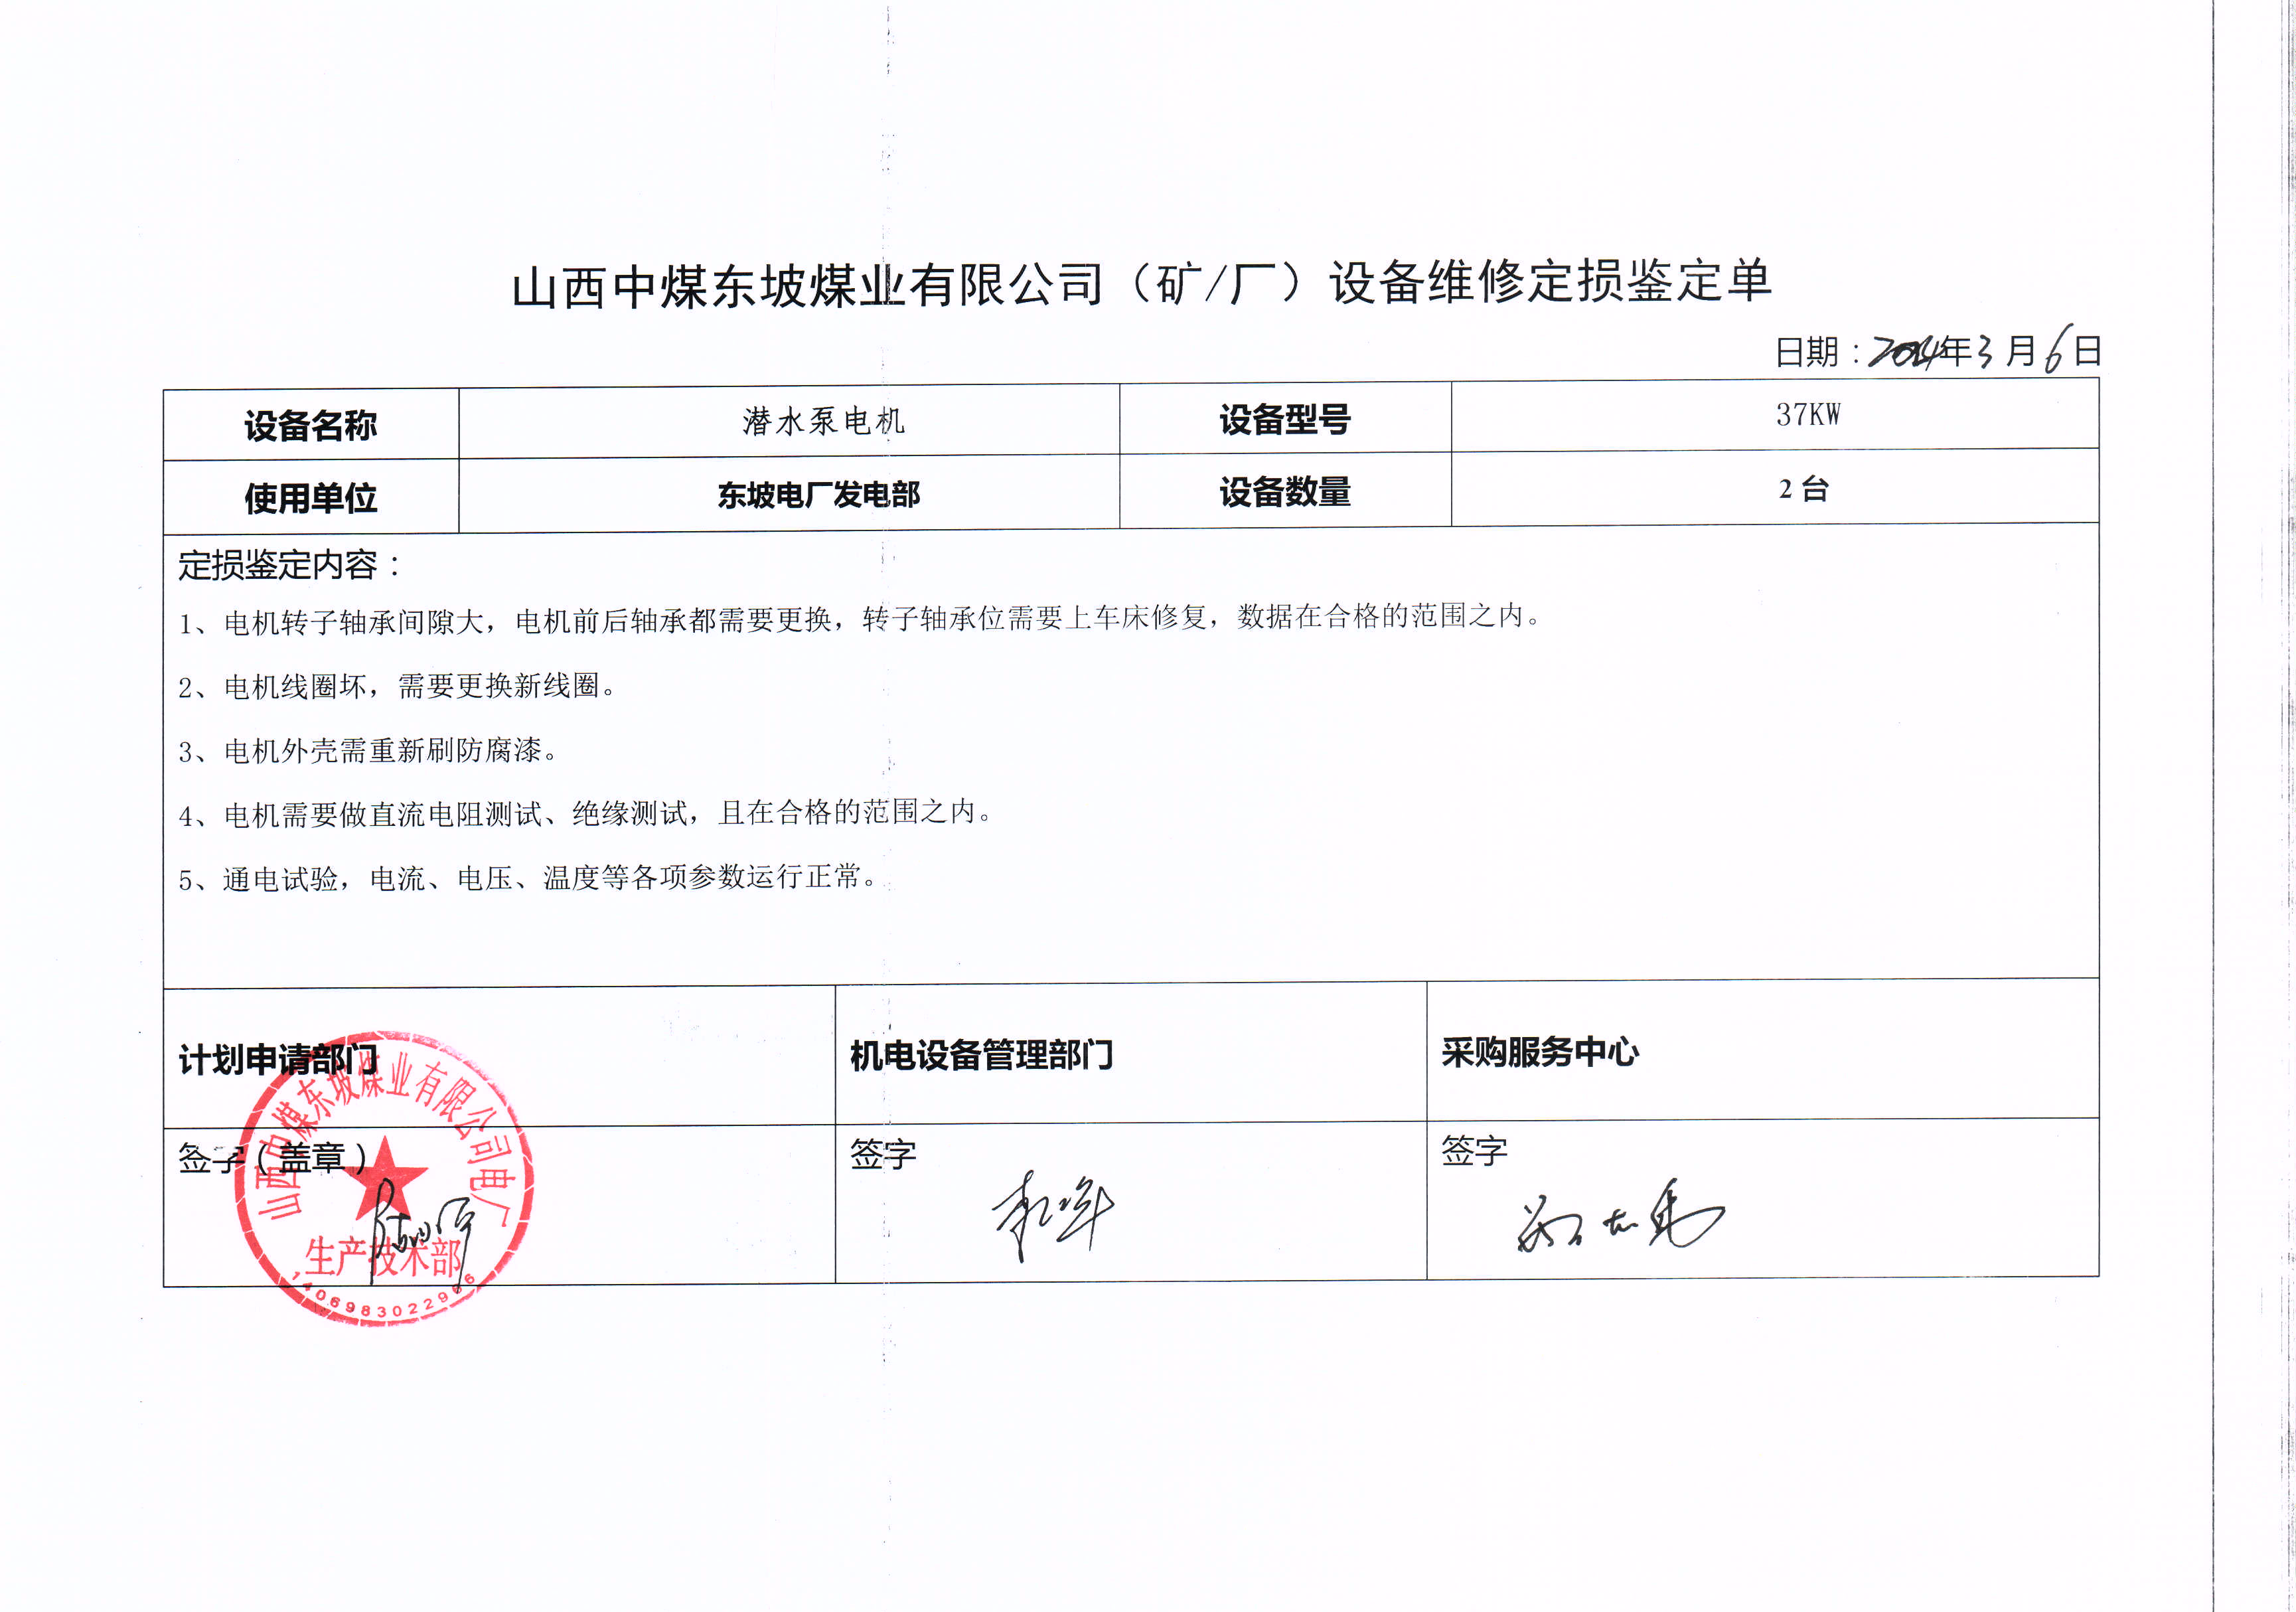 山西中煤东坡煤业有限公司（矿/厂）设备维修定损鉴定单
日期：2024年3月6日
设备名称 潜水泵电机 设备型号 37KW
使用单位 东坡电厂发电部 设备数量 2台
定损鉴定内容：
1、电机转子轴承间隙大，电机前后轴承都需要更换，转子轴承位需要上车床修复，数据在合格的范围之内。
2、电机线圈坏，需要更换新线圈。
3、电机外壳需重新刷防腐漆。
4、电机需要做直流电阻测试、绝缘测试，且在合格的范围之内。
5、通电试验，电流、电压、温度等各项参数运行正常。
计划申请部门 机电设备管理部门 采购服务中心
签字（盖章） 签字 签字
山西中煤东坡煤业有限公司电厂
生产技术部